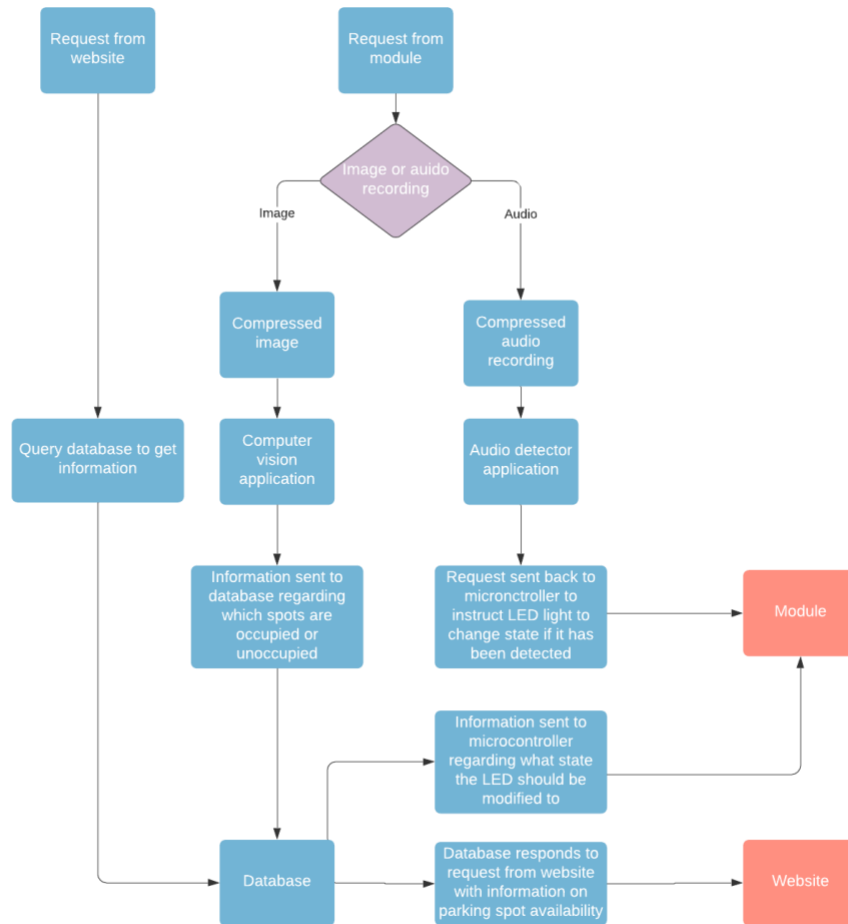 Request from
website
Request from
module
Image or auido
recording
Image
Audio
Compressed
image
Compressed
audio
recording
Query database to get
information
Computer
vision
application
Audio detector
application
Information sent to
database regarding
which spots are
occupied or
unoccupied
Request sent back to
micronctroller to
instruct LED light to
change state if it has
been detected
Module
Information sent to
microcontroller
regarding what state
the LED should be
modified to
Database
Database responds to
request from website
with information on
parking spot availability
Website